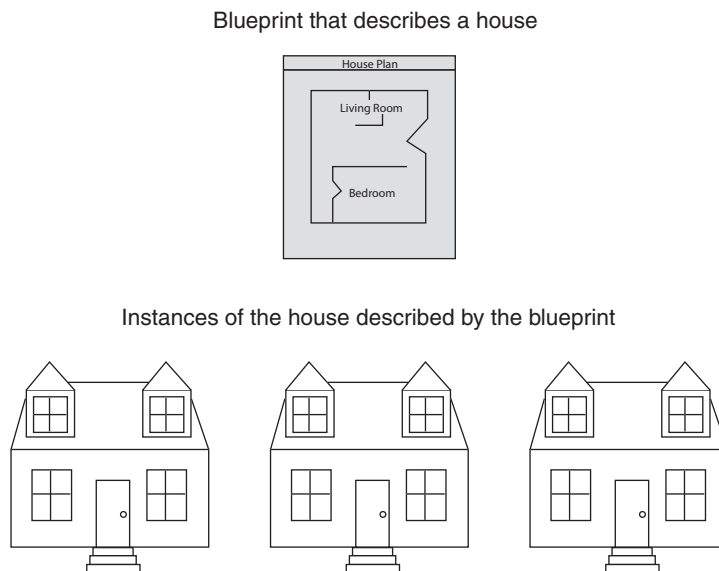 Blueprint that describes a house
House Plan
Living Room
Bedroom
Instances of the house described by the blueprint